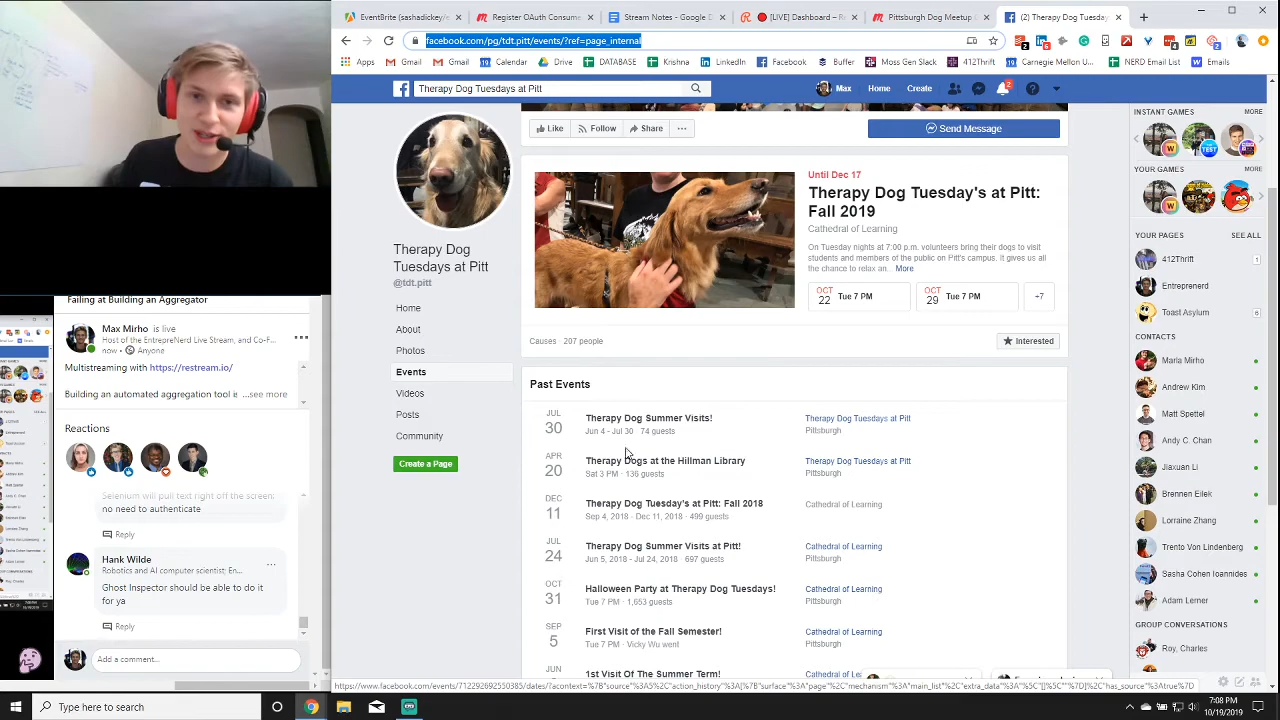 EventBrite (sashadickey/
Register OAuth Consume
Stream Notes - Google D
[LIVE] Dashboard – R
Pittsburgh Dog Meetup
(2) Therapy Dog Tuesday
facebook.com/pg/tdt.pitt/events/?ref=page_internal
Apps
Gmail
Gmail
Calendar
Drive
DATABASE
Krishna
LinkedIn
Facebook
Buffer
Moss Gen Slack
412Thrift
Carnegie Mellon U...
NERD Email List
Emails
Therapy Dog Tuesdays at Pitt
Max
Home
Create
Like
Follow
Share
Send Message
Therapy Dog
Tuesdays at Pitt
@tdt.pitt
Home
About
Photos
Events
Videos
Posts
Community
Create a Page
Until Dec 17
Therapy Dog Tuesday's at Pitt:
Fall 2019
Cathedral of Learning
On Tuesday nights at 7:00 p.m. volunteers bring their dogs to visit
students and members of the public on Pitt's campus. It gives us all
the chance to relax an... More
OCT
22 Tue 7 PM
OCT
29 Tue 7 PM
+7
Causes 207 people
Interested
Past Events
JUL
30
Therapy Dog Summer Visits!
Jun 4 - Jul 30 · 74 guests
Therapy Dog Tuesdays at Pitt
Pittsburgh
APR
20
Therapy Dogs at the Hillman Library
Sat 3 PM · 136 guests
Therapy Dog Tuesdays at Pitt
Pittsburgh
DEC
11
Therapy Dog Tuesday's at Pitt: Fall 2018
Sep 4, 2018 - Dec 11, 2018 · 499 guests
Cathedral of Learning
JUL
24
Therapy Dog Summer Visits at Pitt!
Jun 5, 2018 - Jul 24, 2018 · 697 guests
Cathedral of Learning
Pittsburgh
OCT
31
Halloween Party at Therapy Dog Tuesdays!
Tue 7 PM · 1,653 guests
Cathedral of Learning
Pittsburgh
SEP
5
First Visit of the Fall Semester!
Tue 7 PM · Vicky Wu went
Cathedral of Learning
Pittsburgh
JUN
1st Visit Of The Summer Term!
INSTANT GAMES
MORE
YOUR GAMES
MORE
YOUR PAGES
SEE ALL
412Thrift
1
Entreprenerd
Toast Asylum
6
CONTACTS
Marla Mirho
Andrew Kim
Matt Spettel
Andy C. Chan
Jiaxuan Li
Brennen Eilek
Lorraine Zhang
Trento Von Lindenberg
Sasha Cohen Ioannides
Adam Lerner
GROUP CONVERSATIONS
Roy, Charles
Failing at Building an Aggregator
Max Mirho is live
Host of the EntrepreNerd Live Stream, and Co-F...
now • Anyone
Multistreaming with https://restream.io/
Building an automated aggregation tool is ...see more
Reactions
Selenium will pull text right off the screen:
no need to authenticate
Reply
Hank Wilde
Robotics and AI computer scientist; En...
Ghost Inspector should be able to do it
for ya
Reply
Add a comment...
Type here to search
7:08 PM
10/19/2019